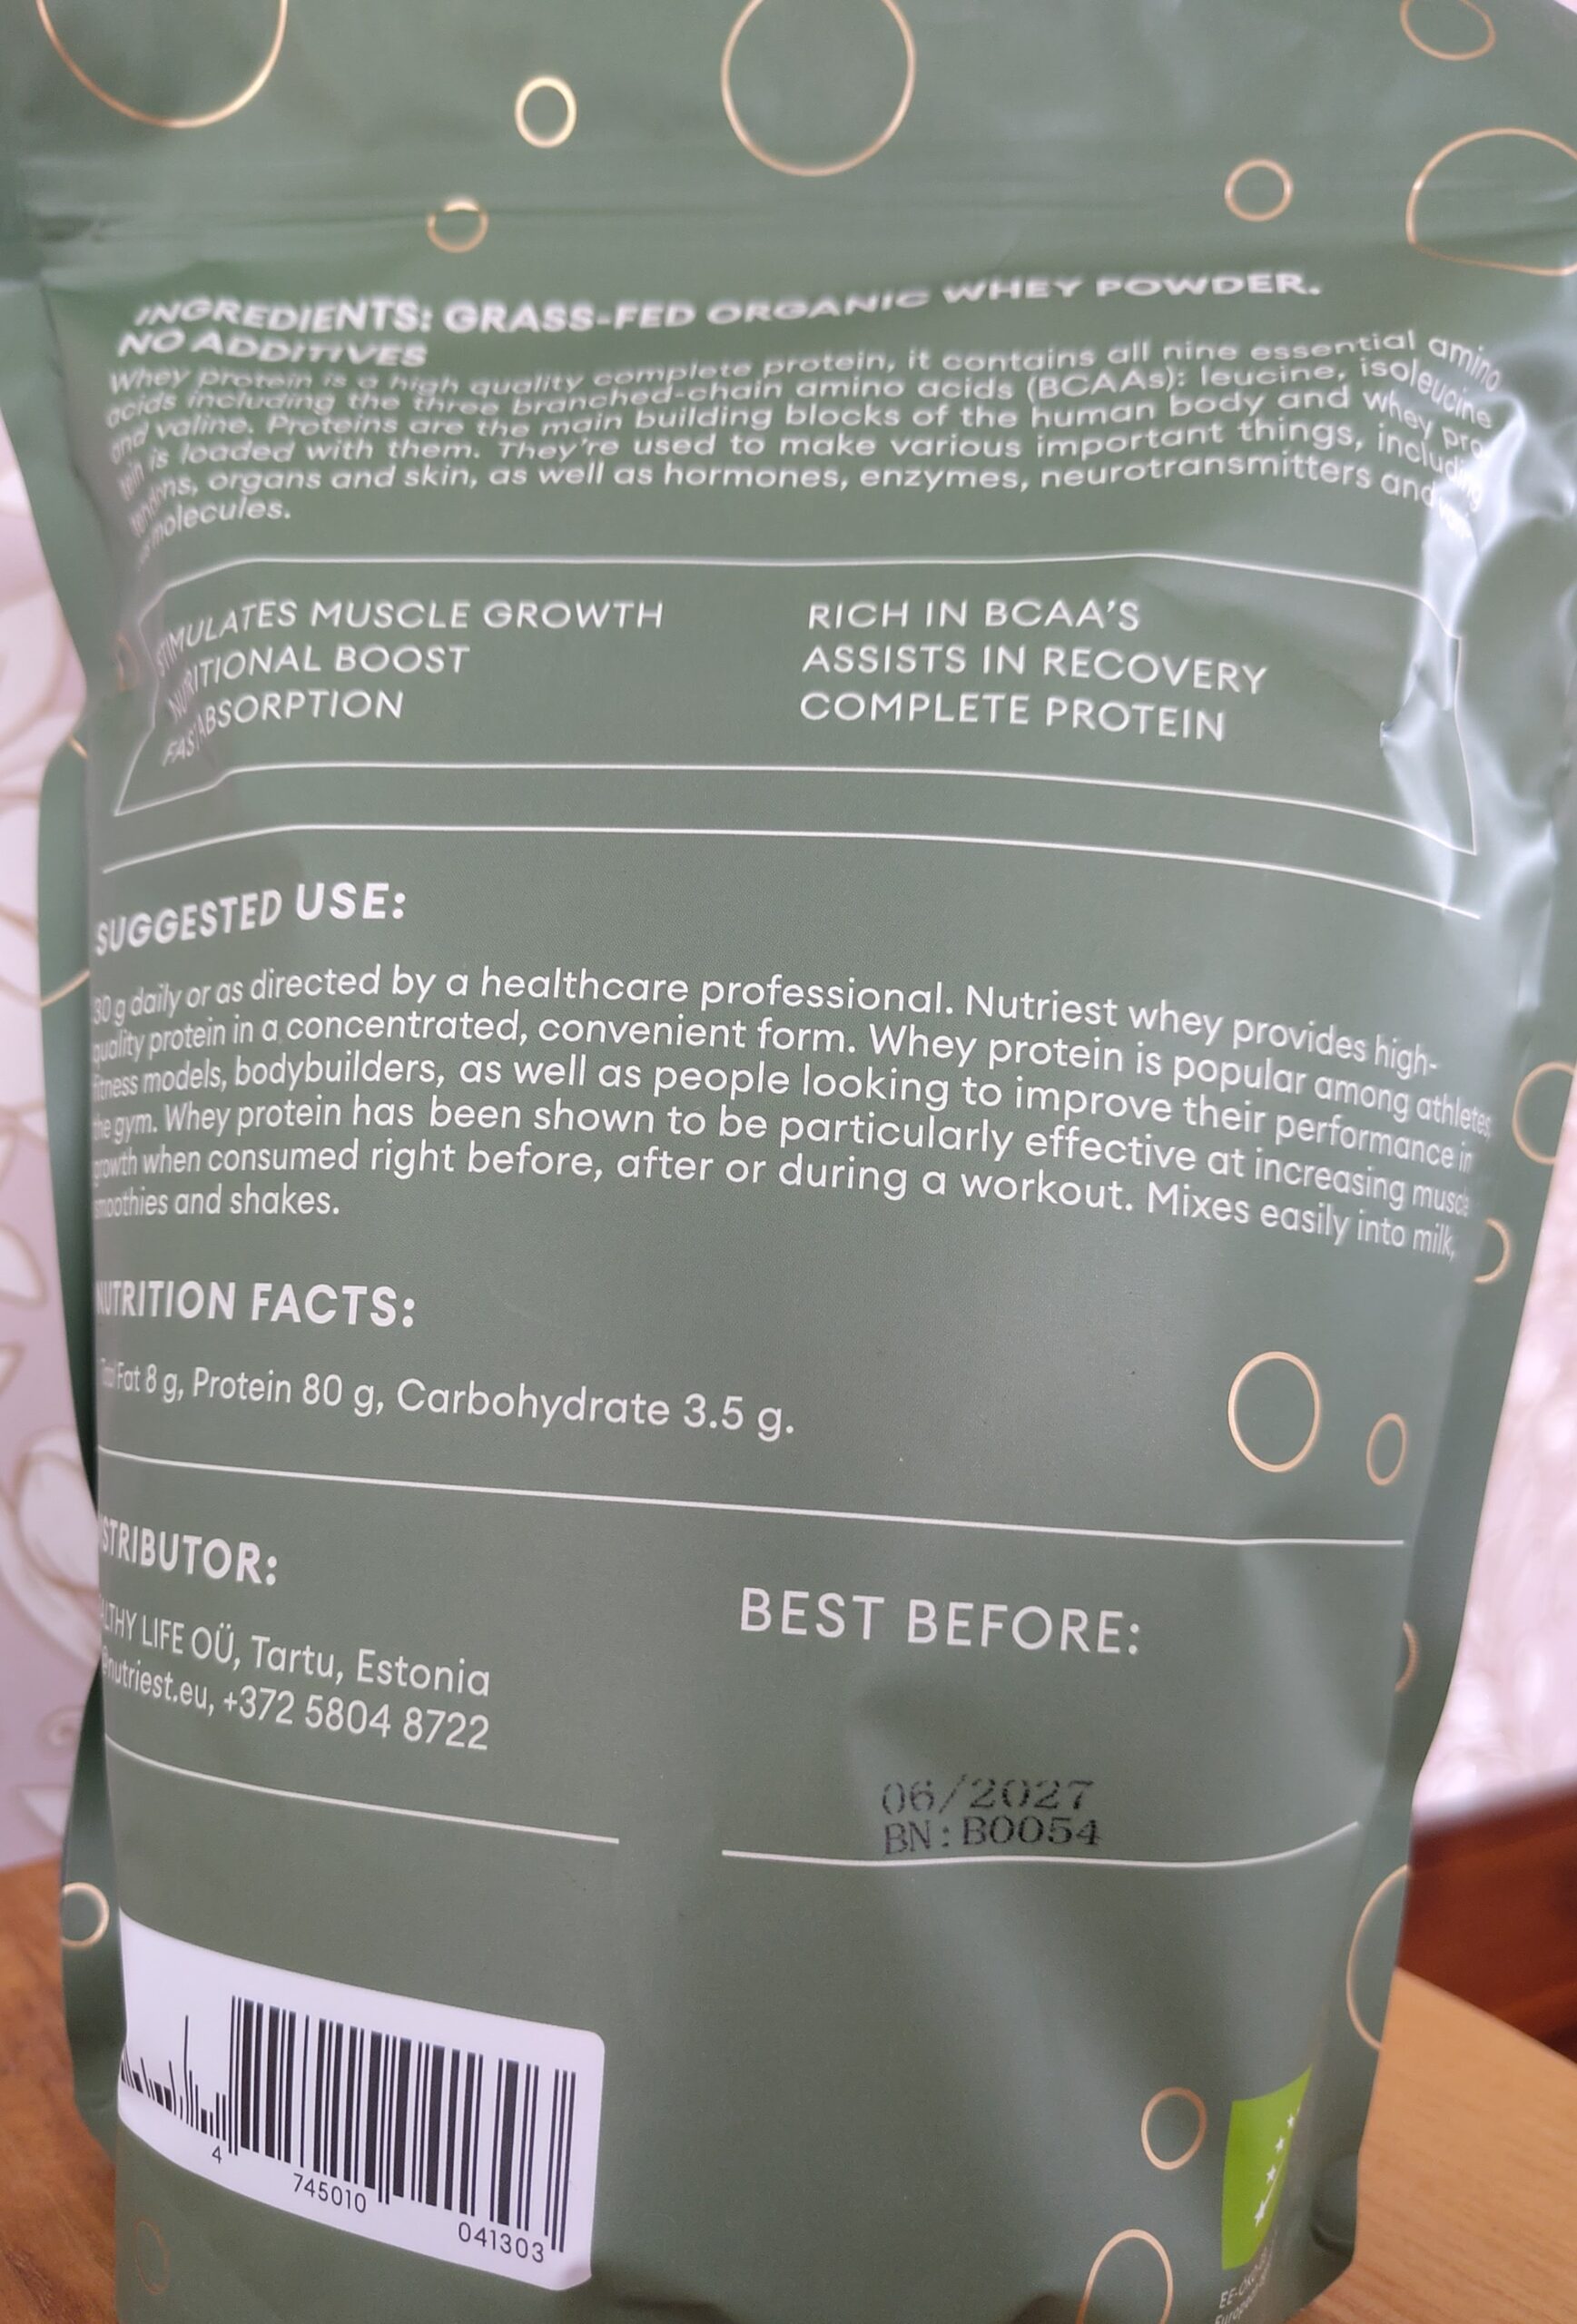 INGREDIENTS: GRASS-FED ORGANIC WHEY POWDER.
NO ADDITIVES
Whey protein is a high quality complete protein, it contains all nine essential amino
acids including the three branched-chain amino acids (BCAAs): leucine, isoleucine
and valine. Proteins are the main building blocks of the human body and whey pro
tein is loaded with them. They're used to make various important things, including
tendons, organs and skin, as well as hormones, enzymes, neurotransmitters and
molecules.
STIMULATES MUSCLE GROWTH
NUTRITIONAL BOOST
FAST ABSORPTION
RICH IN BCAA'S
ASSISTS IN RECOVERY
COMPLETE PROTEIN
SUGGESTED USE:
30 g daily or as directed by a healthcare professional. Nutriest whey provides high-
quality protein in a concentrated, convenient form. Whey protein is popular among athletes,
fitness models, bodybuilders, as well as people looking to improve their performance in
the gym. Whey protein has been shown to be particularly effective at increasing muscle
growth when consumed right before, after or during a workout. Mixes easily into milk,
smoothies and shakes.
NUTRITION FACTS:
Total Fat 8 g, Protein 80 g, Carbohydrate 3.5 g.
ISTRIBUTOR:
ALTHY LIFE OÜ, Tartu, Estonia
@nutriest.eu, +372 5804 8722
BEST BEFORE:
06/2027
BN:B0054
4 745010 041303